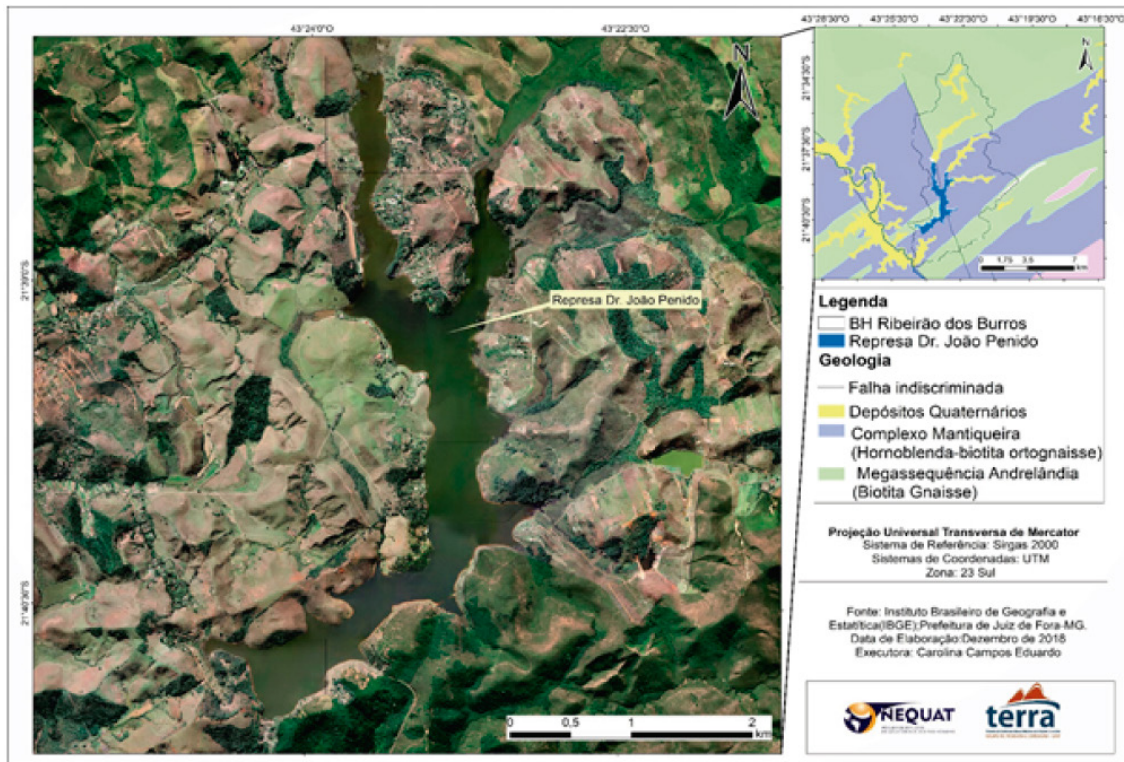 43°24'0"O
43°22'30"O
21°39'0"S
21°40'30"S
N
Represa Dr. João Penido
0 0,5 1 2
km
43°28'30"O 43°25'30"O 43°22'30"O 43°19'30"O 43°16'30"O
21°34'30"S
21°37'30"S
21°40'30"S
N
0 1.75 3.5 7
km
Legenda
BH Ribeirão dos Burros
Represa Dr. João Penido
Geologia
Falha indiscriminada
Depósitos Quaternários
Complexo Mantiqueira
(Hornoblenda-biotita ortognaisse)
Megassequência Andrelândia
(Biotita Gnaisse)
Projeção Universal Transversa de Mercator
Sistema de Referência: Sirgas 2000
Sistemas de Coordenadas: UTM
Zona: 23 Sul
Fonte: Instituto Brasileiro de Geografia e
Estatítica(IBGE);Prefeitura de Juiz de Fora-MG.
Data de Elaboração:Dezembro de 2018
Executora: Carolina Campos Eduardo
NEQUAT
terra